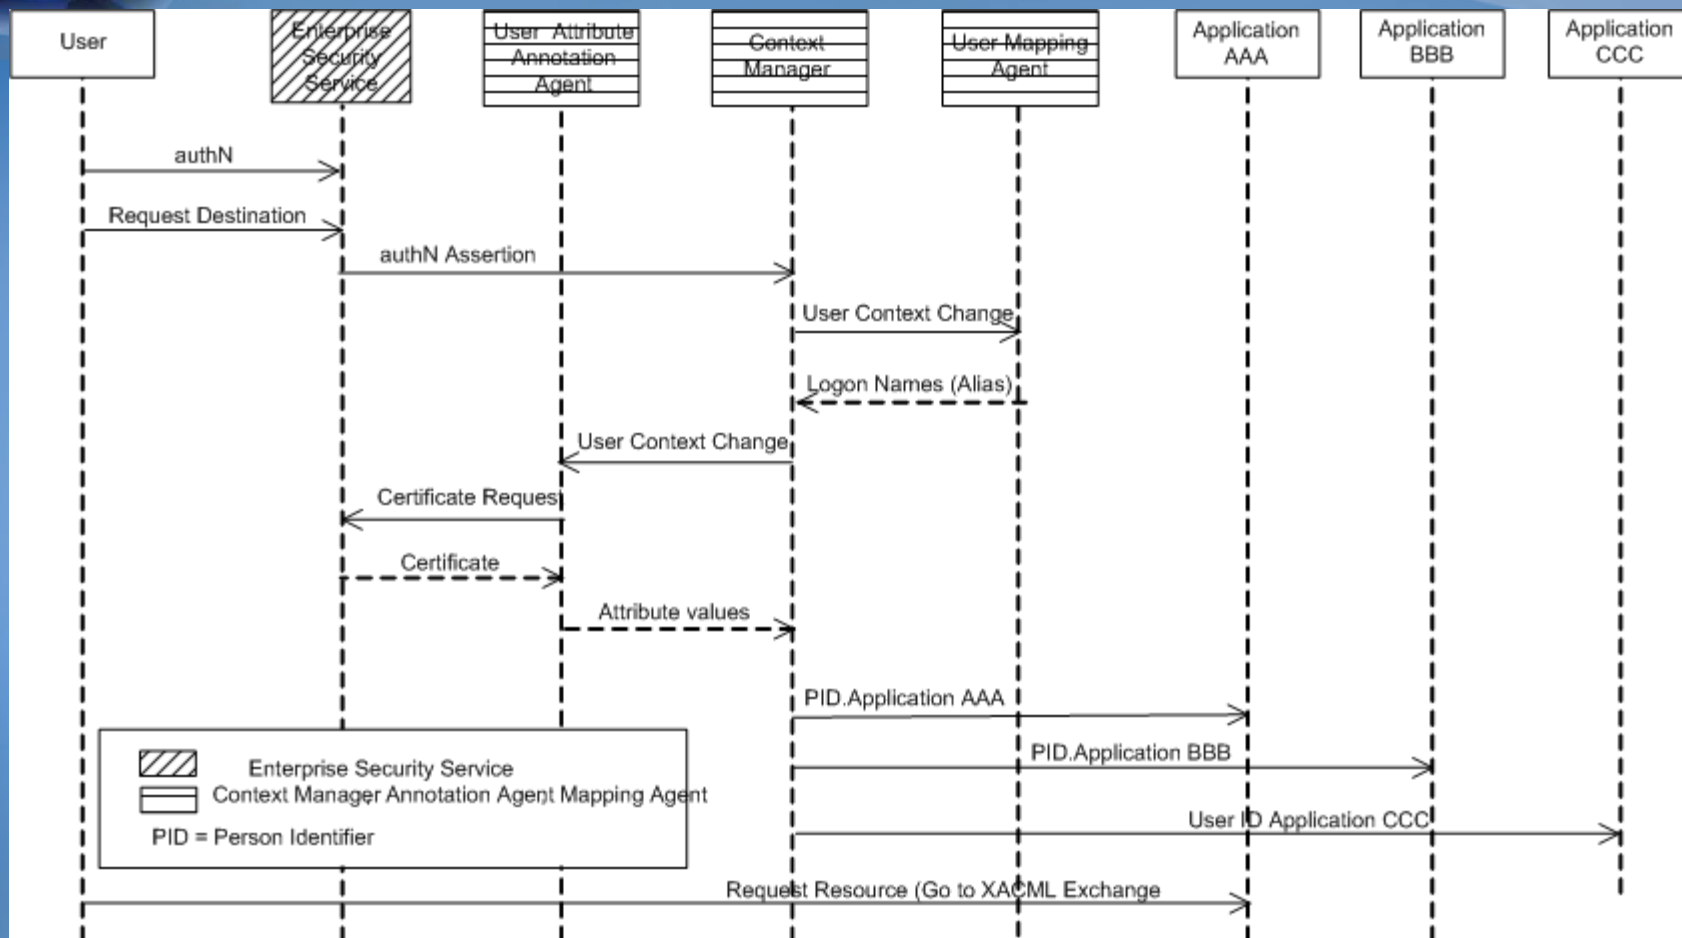 User
Enterprise
Security
Service
User Attribute
Annotation
Agent
Context
Manager
User Mapping
Agent
Application
AAA
Application
BBB
Application
CCC
authN
Request Destination
authN Assertion
User Context Change
Logon Names (Alias)
User Context Change
Certificate Request
Certificate
Attribute values
PID.Application AAA
PID.Application BBB
User ID Application CCC
Request Resource (Go to XACML Exchange
Enterprise Security Service
Context Manager Annotation Agent Mapping Agent
PID = Person Identifier